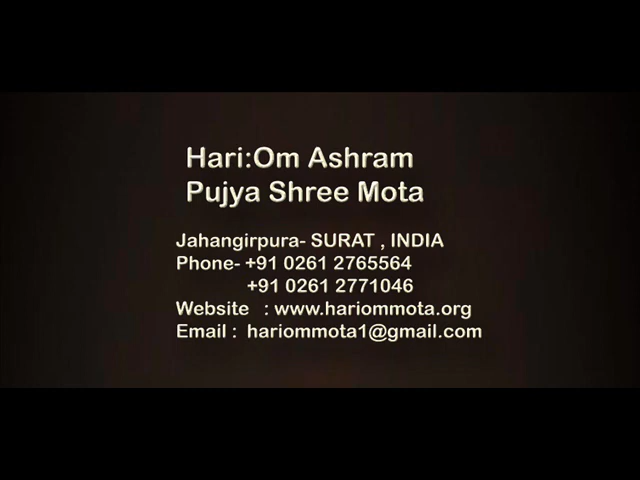 Hari:Om Ashram
Pujya Shree Mota
Jahangirpura- SURAT , INDIA
Phone- +91 0261 2765564
+91 0261 2771046
Website : www.hariommota.org
Email : hariommota1@gmail.com